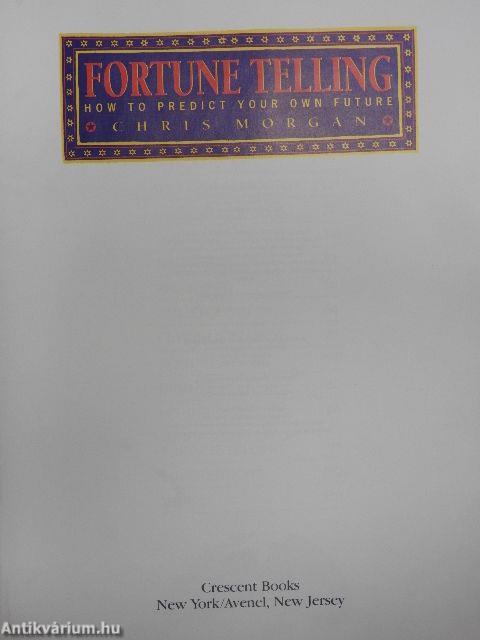 FORTUNE TELLING
HOW TO PREDICT YOUR OWN FUTURE
CHRIS MORGAN
Crescent Books
New York/Avenel, New Jersey
Antikvárium.hu